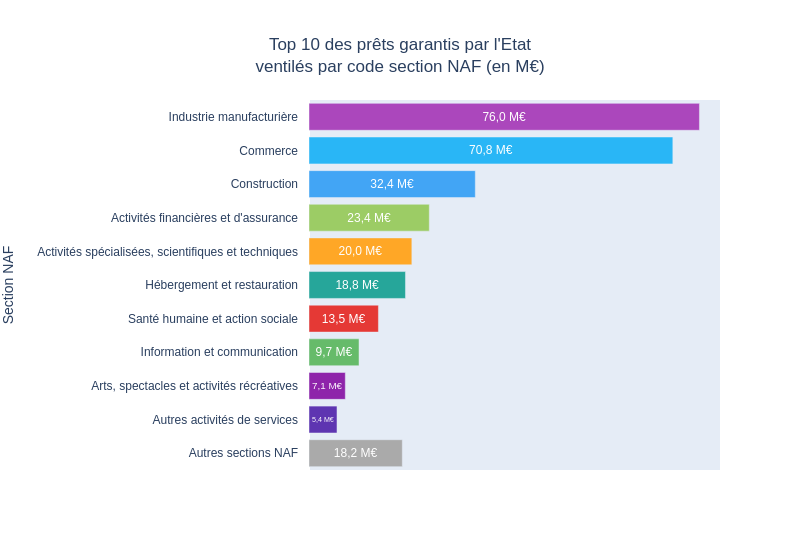 Top 10 des prêts garantis par l'Etat
ventilés par code section NAF (en M€)
Section NAF
Industrie manufacturière 76,0 M€
Commerce 70,8 M€
Construction 32,4 M€
Activités financières et d'assurance 23,4 M€
Activités spécialisées, scientifiques et techniques 20,0 M€
Hébergement et restauration 18,8 M€
Santé humaine et action sociale 13,5 M€
Information et communication 9,7 M€
Arts, spectacles et activités récréatives 7,1 M€
Autres activités de services 5,4 M€
Autres sections NAF 18,2 M€